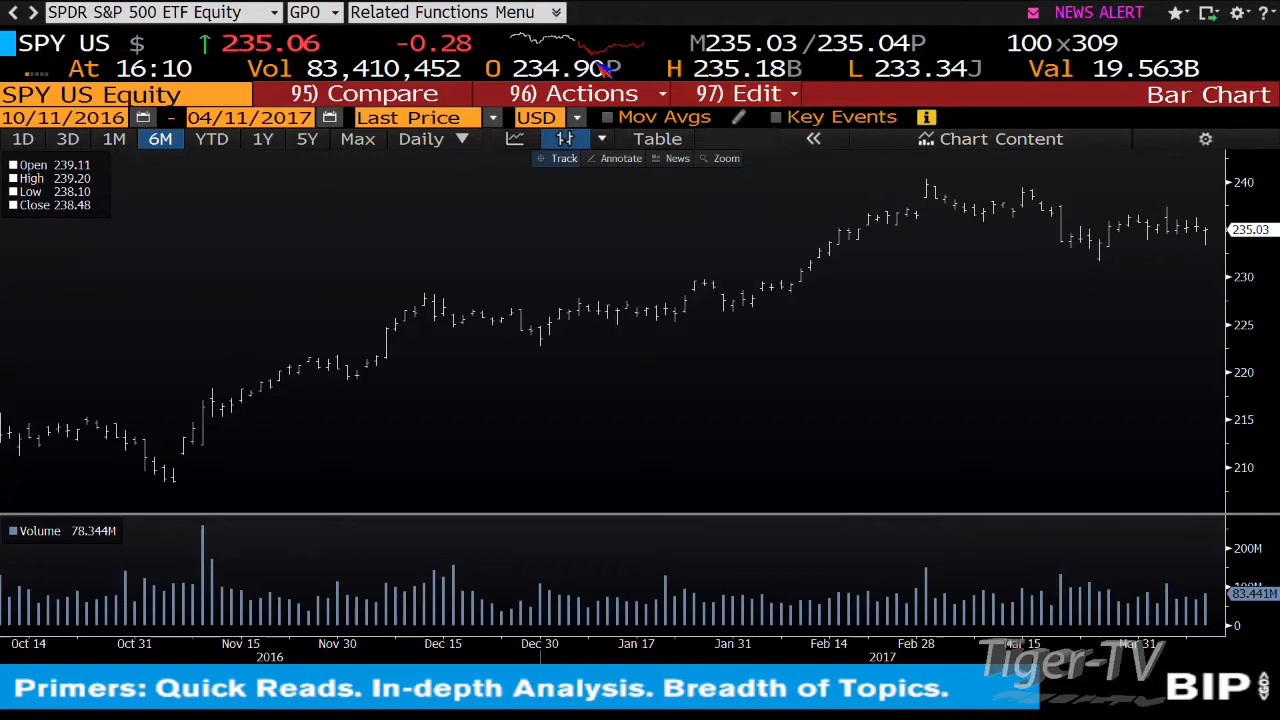 SPDR S&P 500 ETF Equity GPO Related Functions Menu NEWS ALERT ?
SPY US $ ↑ 235.06 -0.28 M235.03/235.04P 100x309
At 16:10 Vol 83,410,452 O 234.90P H 235.18B L 233.34J Val 19.563B
SPY US Equity 95) Compare 96) Actions 97) Edit Bar Chart
10/11/2016 - 04/11/2017 Last Price USD Mov Avgs Key Events
1D 3D 1M 6M YTD 1Y 5Y Max Daily ▼ Table « Chart Content
Track Annotate News Zoom
Open 239.11
High 239.20
Low 238.10
Close 238.48
240
235.03
230
225
220
215
210
Volume 78.344M
200M
100M
83.441M
0
Oct 14 Oct 31 Nov 15 Nov 30 Dec 15 Dec 30 Jan 17 Jan 31 Feb 14 Feb 28 Mar 15 Mar 31
2016 2017
Tiger-TV
Primers: Quick Reads. In-depth Analysis. Breadth of Topics.
BIP GO